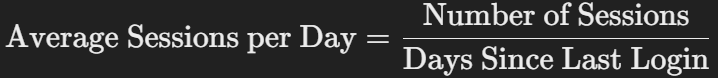 Average Sessions per Day = Number of Sessions / Days Since Last Login